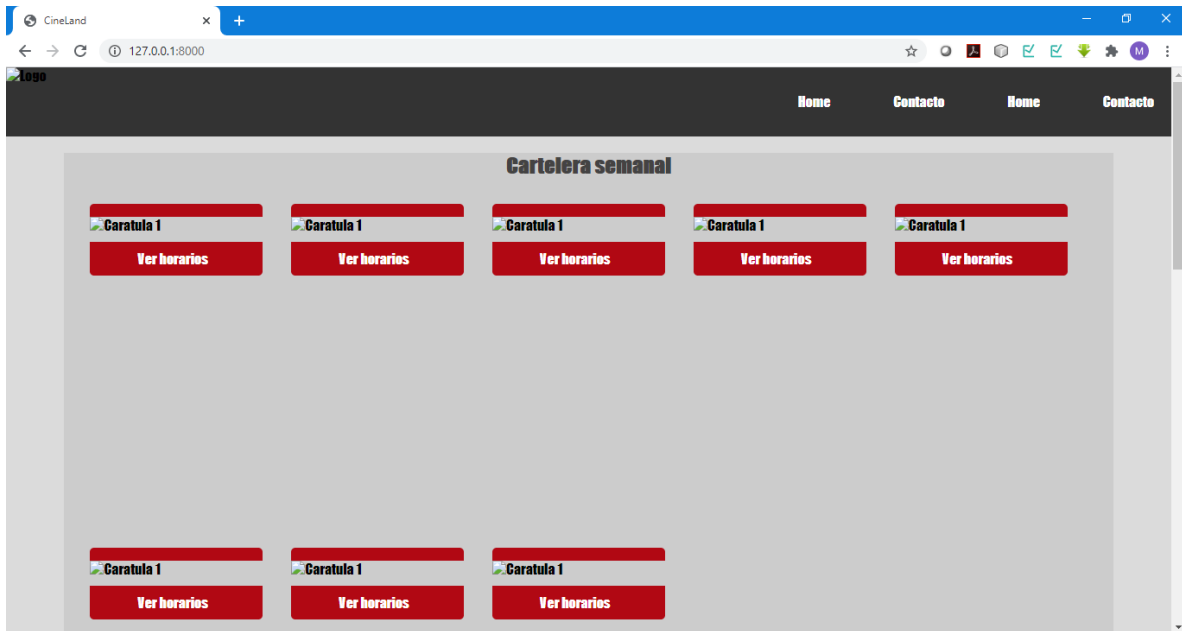 CineLand
127.0.0.1:8000
M
Logo
Home Contacto Home Contacto
Cartelera semanal
Caratula 1 Caratula 1 Caratula 1 Caratula 1 Caratula 1
Ver horarios Ver horarios Ver horarios Ver horarios Ver horarios
Caratula 1 Caratula 1 Caratula 1
Ver horarios Ver horarios Ver horarios